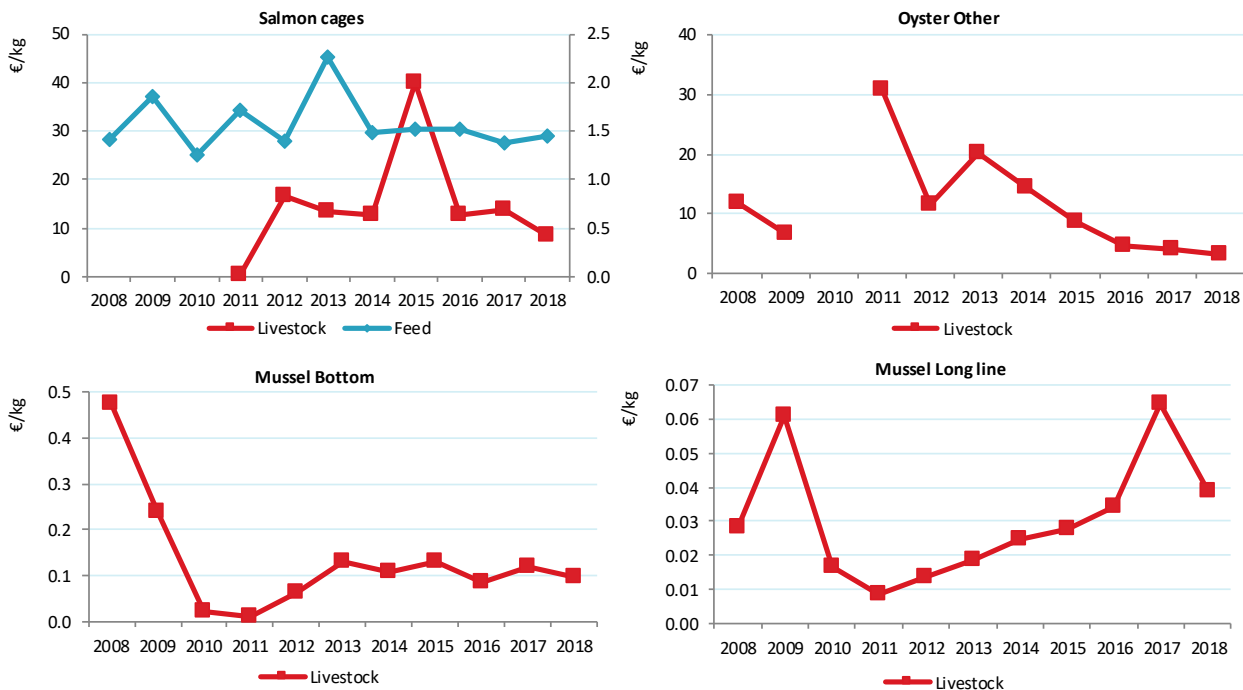 Salmon cages
€/kg
50
40
30
20
10
0
2.5
2.0
1.5
1.0
0.5
0.0
2008 2009 2010 2011 2012 2013 2014 2015 2016 2017 2018
Livestock Feed
Oyster Other
€/kg
40
30
20
10
0
2008 2009 2010 2011 2012 2013 2014 2015 2016 2017 2018
Livestock
Mussel Bottom
€/kg
0.5
0.4
0.3
0.2
0.1
0.0
2008 2009 2010 2011 2012 2013 2014 2015 2016 2017 2018
Livestock
Mussel Long line
€/kg
0.07
0.06
0.05
0.04
0.03
0.02
0.01
0.00
2008 2009 2010 2011 2012 2013 2014 2015 2016 2017 2018
Livestock